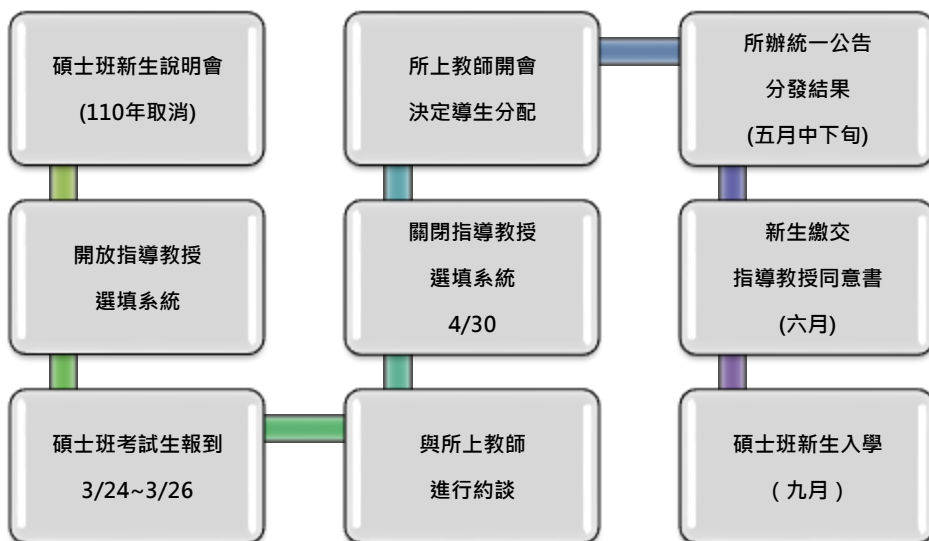 碩士班新生說明會
(110年取消)
開放指導教授
選填系統
碩士班考試生報到
3/24~3/26
與所上教師
進行約談
關閉指導教授
選填系統
4/30
所上教師開會
決定導生分配
所辦統一公告
分發結果
(五月中下旬)
新生繳交
指導教授同意書
(六月)
碩士班新生入學
( 九月 )